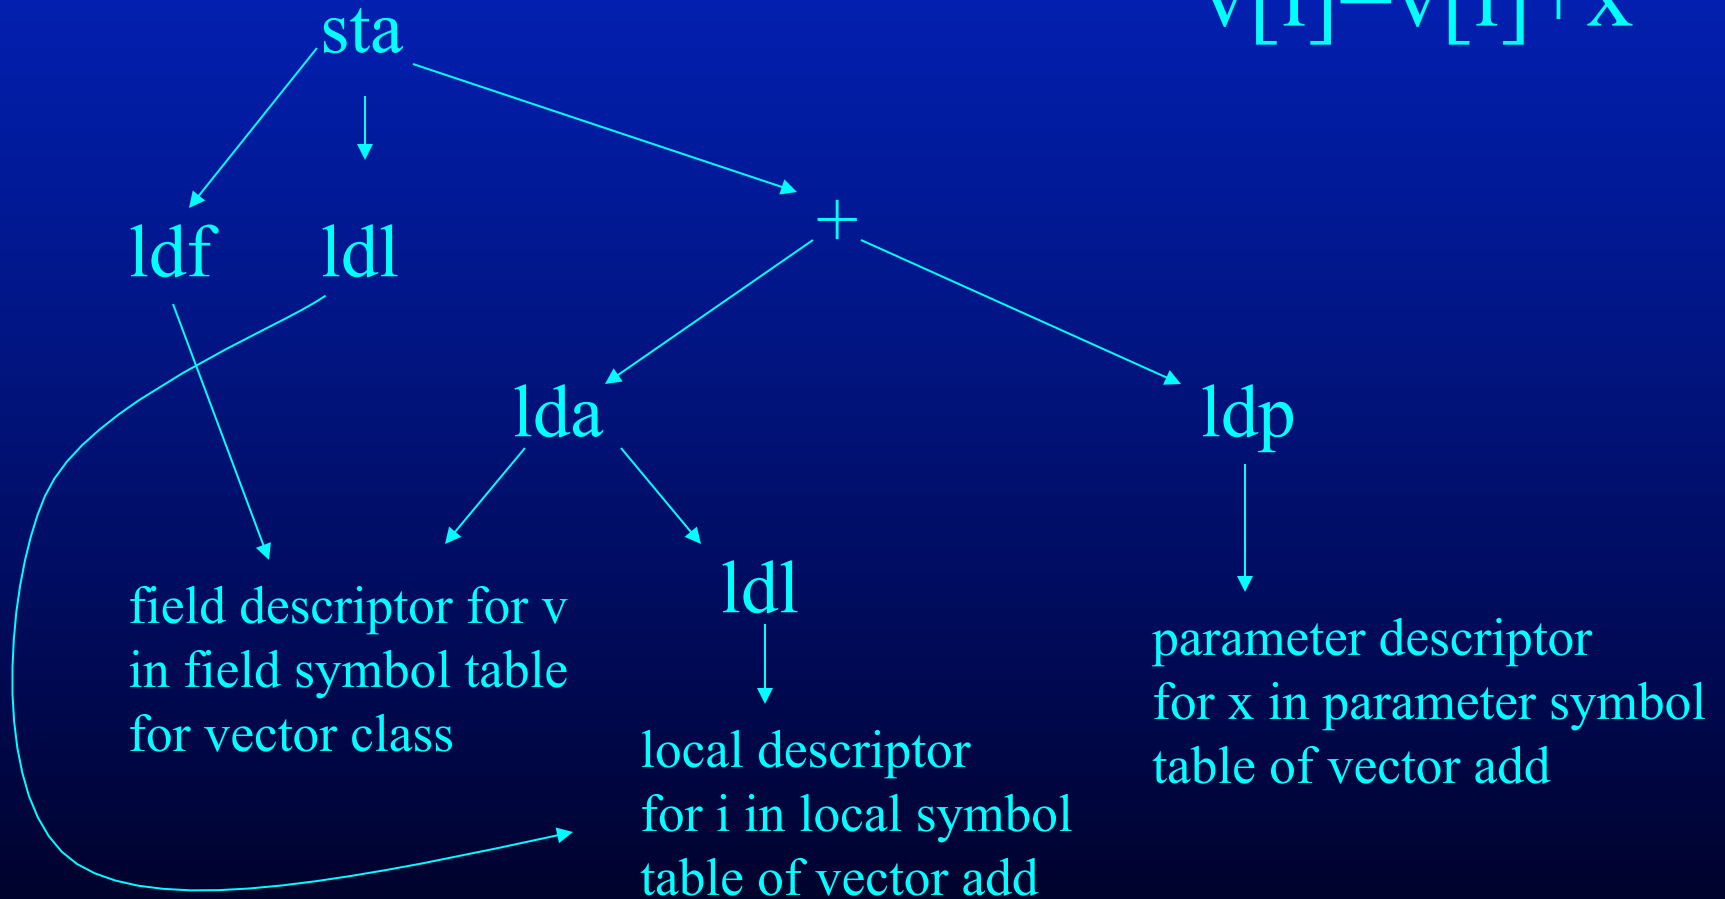 v[i]=v[i]+x
sta
ldf ldl
+
lda
ldp
ldl
field descriptor for v
in field symbol table
for vector class
local descriptor
for i in local symbol
table of vector add
parameter descriptor
for x in parameter symbol
table of vector add